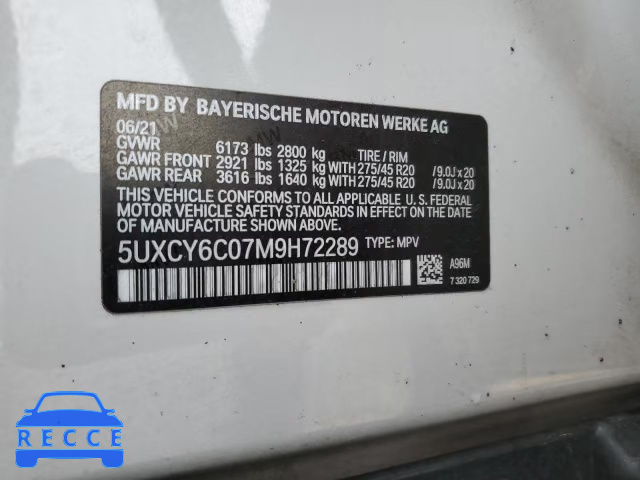 MFD BY BAYERISCHE MOTOREN WERKE AG
06/21
GVWR 6173 lbs 2800 kg TIRE / RIM
GAWR FRONT 2921 lbs 1325 kg WITH 275/45 R20 / 9.0J x 20
GAWR REAR 3616 lbs 1640 kg WITH 275/45 R20 / 9.0J x 20
THIS VEHICLE CONFORMS TO ALL APPLICABLE U. S. FEDERAL
MOTOR VEHICLE SAFETY STANDARDS IN EFFECT ON THE DATE
OF MANUFACTURE SHOWN ABOVE.
5UXCY6C07M9H72289 TYPE: MPV
A96M
7 320 729
RECCE